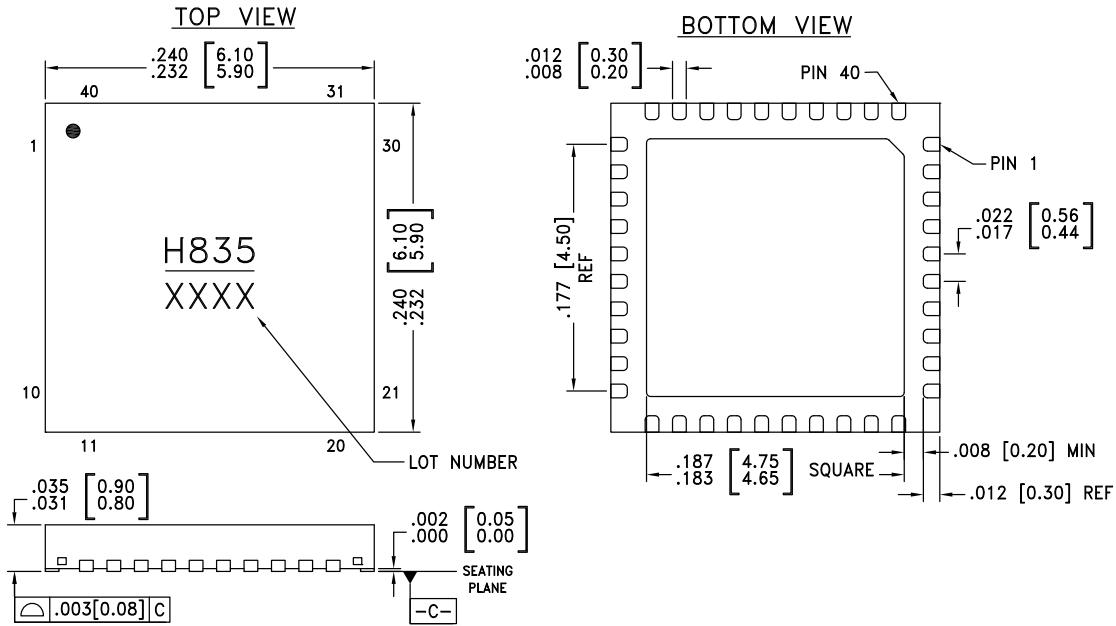 TOP VIEW
.240 [6.10]
.232 [5.90]
40
31
1
30
H835
XXXX
.240 [6.10]
.232 [5.90]
10
21
11
20
LOT NUMBER
.035 [0.90]
.031 [0.80]
.002 [0.05]
.000 [0.00]
SEATING
PLANE
.003[0.08] C
-C-
BOTTOM VIEW
.012 [0.30]
.008 [0.20]
PIN 40
PIN 1
.022 [0.56]
.017 [0.44]
.177 [4.50]
REF
.187 [4.75]
.183 [4.65]
SQUARE
.008 [0.20] MIN
.012 [0.30] REF